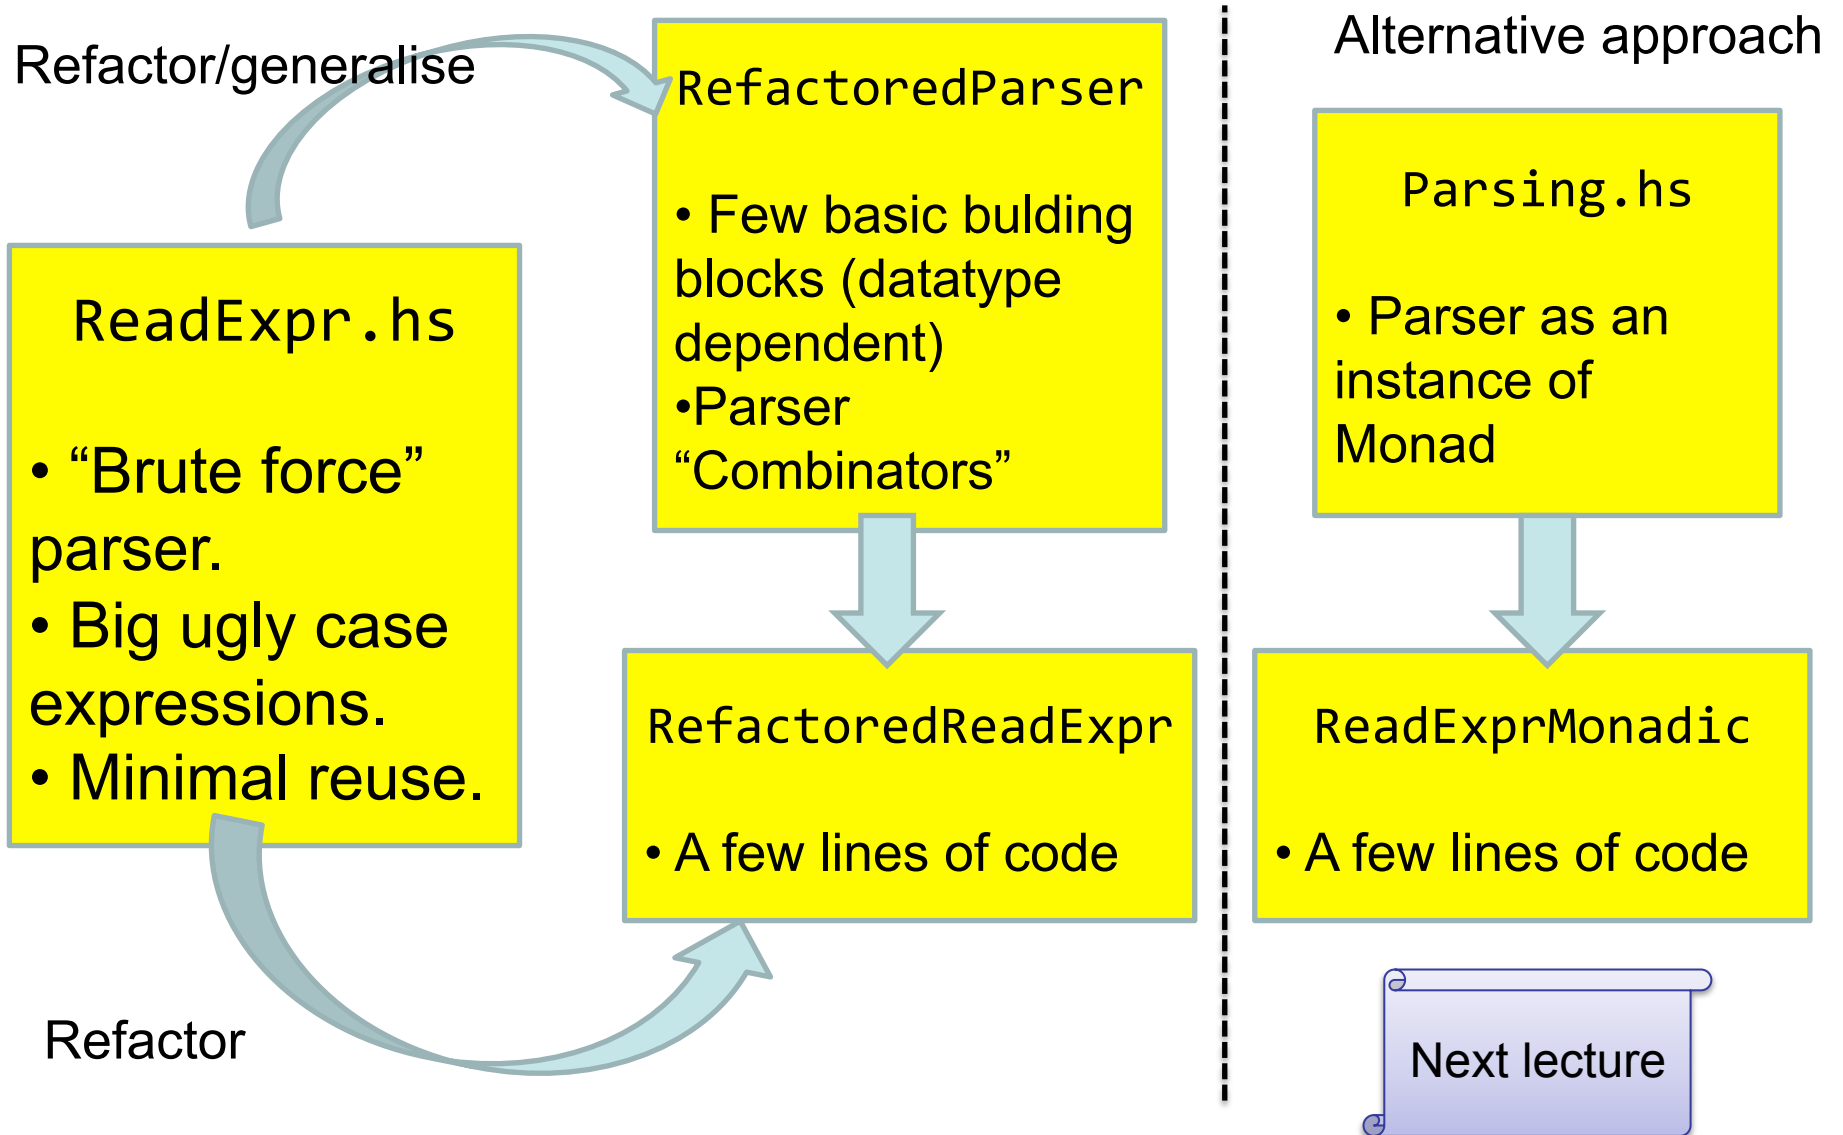 Refactor/generalise
ReadExpr.hs
• “Brute force”
parser.
• Big ugly case
expressions.
• Minimal reuse.
Refactor
RefactoredParser
• Few basic bulding
blocks (datatype
dependent)
•Parser
“Combinators”
RefactoredReadExpr
• A few lines of code
Alternative approach
Parsing.hs
• Parser as an
instance of
Monad
ReadExprMonadic
• A few lines of code
Next lecture